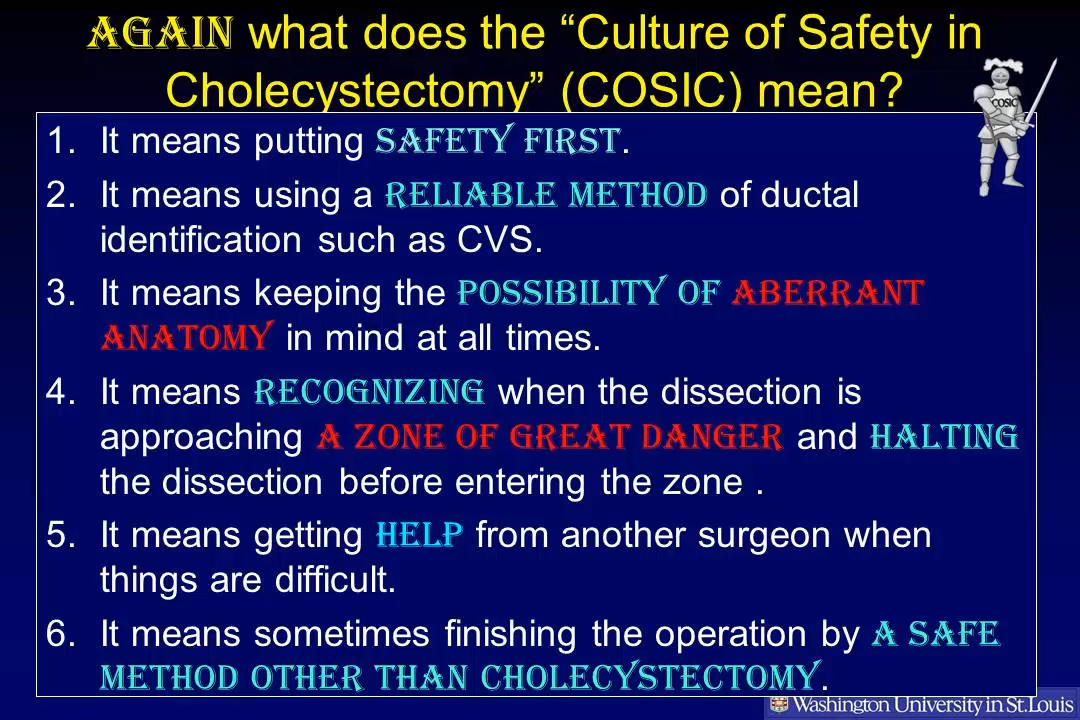 AGAIN what does the “Culture of Safety in
Cholecystectomy” (COSIC) mean?
COSIC
1. It means putting SAFETY FIRST.
2. It means using a RELIABLE METHOD of ductal
identification such as CVS.
3. It means keeping the POSSIBILITY OF ABERRANT
ANATOMY in mind at all times.
4. It means RECOGNIZING when the dissection is
approaching A ZONE OF GREAT DANGER and HALTING
the dissection before entering the zone .
5. It means getting HELP from another surgeon when
things are difficult.
6. It means sometimes finishing the operation by A SAFE
METHOD OTHER THAN CHOLECYSTECTOMY.
Washington University in St. Louis